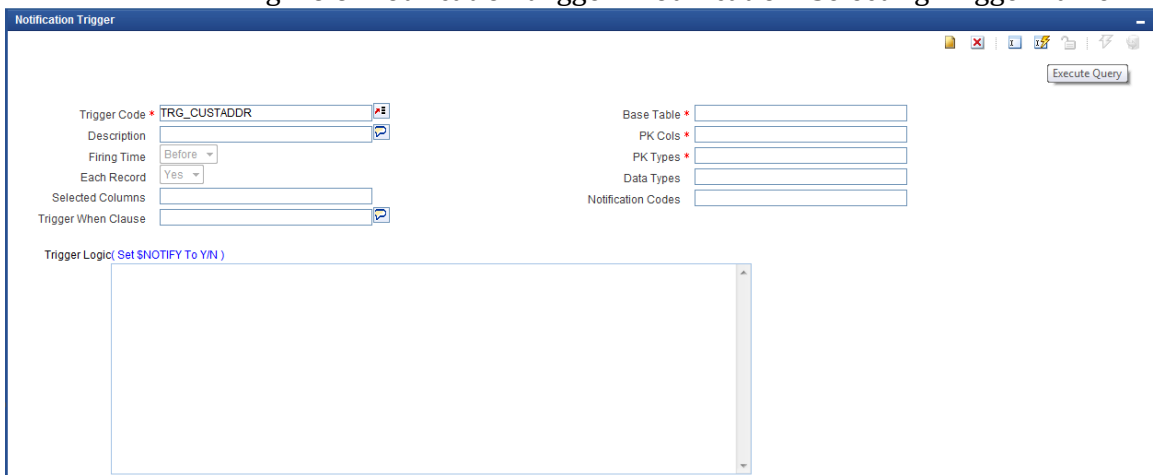 Notification Trigger
Execute Query
Trigger Code * TRG_CUSTADDR
Base Table *
Description
PK Cols *
Firing Time Before
PK Types *
Each Record Yes
Data Types
Selected Columns
Notification Codes
Trigger When Clause
Trigger Logic( Set $NOTIFY To Y/N )